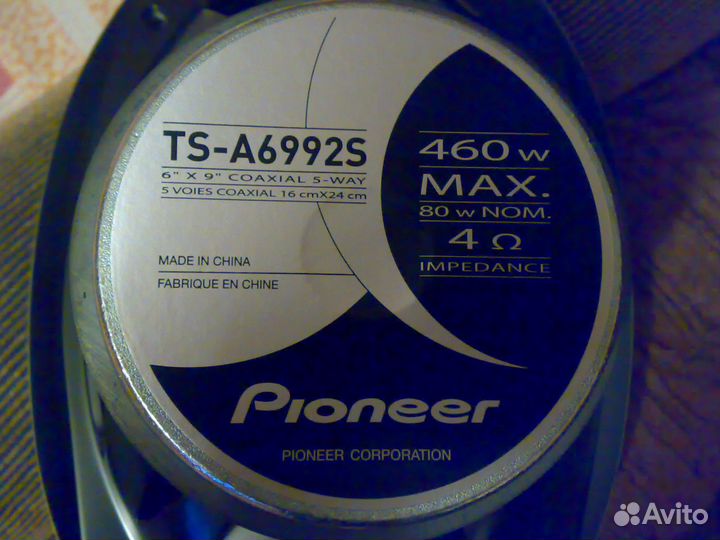 TS-A6992S
6" X 9" COAXIAL 5-WAY
5 VOIES COAXIAL 16 cmX24 cm
460 W
MAX.
80 W NOM.
4 Ω
IMPEDANCE
MADE IN CHINA
FABRIQUE EN CHINE
Pioneer
PIONEER CORPORATION
Avito